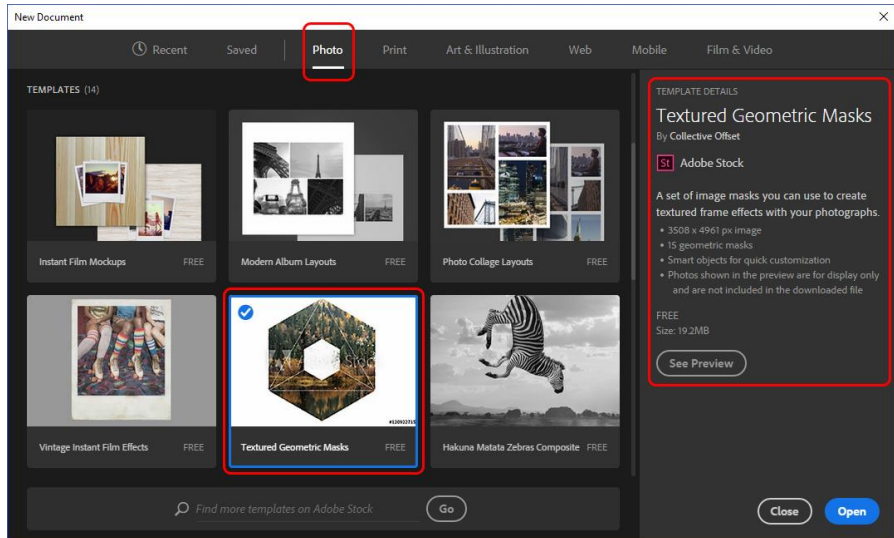 New Document
Recent Saved Photo Print Art & Illustration Web Mobile Film & Video
TEMPLATES (14)
Instant Film Mockups FREE
Modern Album Layouts FREE
Photo Collage Layouts FREE
Vintage Instant Film Effects FREE
Textured Geometric Masks FREE
Hakuna Matata Zebras Composite FREE
Find more templates on Adobe Stock
Go
TEMPLATE DETAILS
Textured Geometric Masks
By Collective Offset
St Adobe Stock
A set of image masks you can use to create
textured frame effects with your photographs.
• 3508 x 4961 px image
• 15 geometric masks
• Smart objects for quick customization
• Photos shown in the preview are for display only
and are not included in the downloaded file
FREE
Size: 19.2MB
See Preview
Close Open